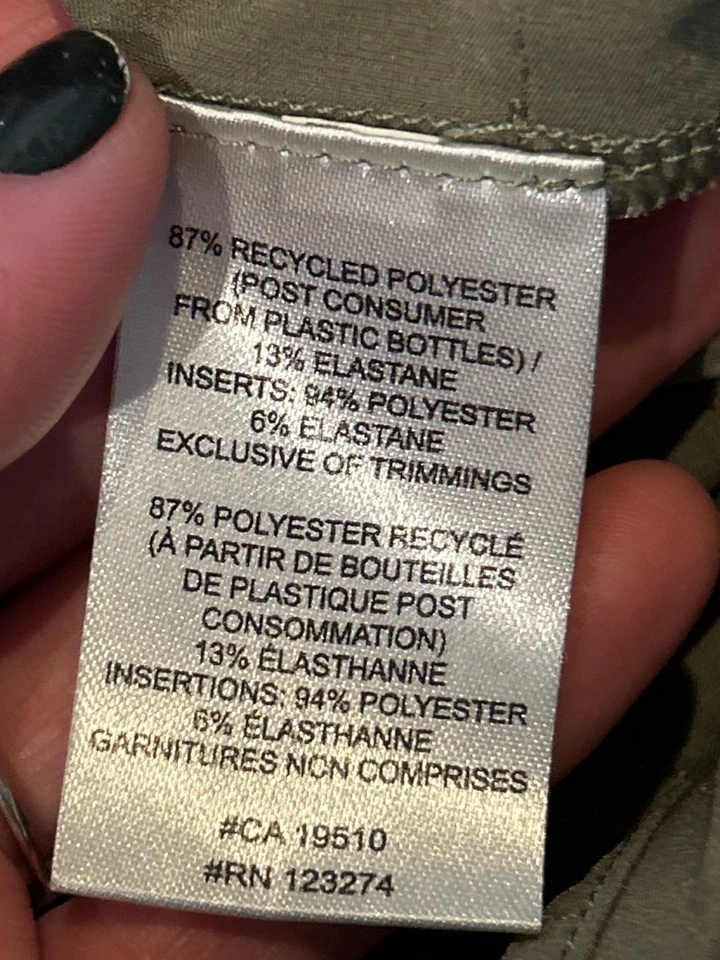 87% RECYCLED POLYESTER
(POST CONSUMER
FROM PLASTIC BOTTLES) /
13% ELASTANE
INSERTS: 94% POLYESTER
6% ELASTANE
EXCLUSIVE OF TRIMMINGS
87% POLYESTER RECYCLÉ
(À PARTIR DE BOUTEILLES
DE PLASTIQUE POST
CONSOMMATION)
13% ÉLASTHANNE
INSERTIONS: 94% POLYESTER
6% ÉLASTHANNE
GARNITURES NON COMPRISES
#CA 19510
#RN 123274